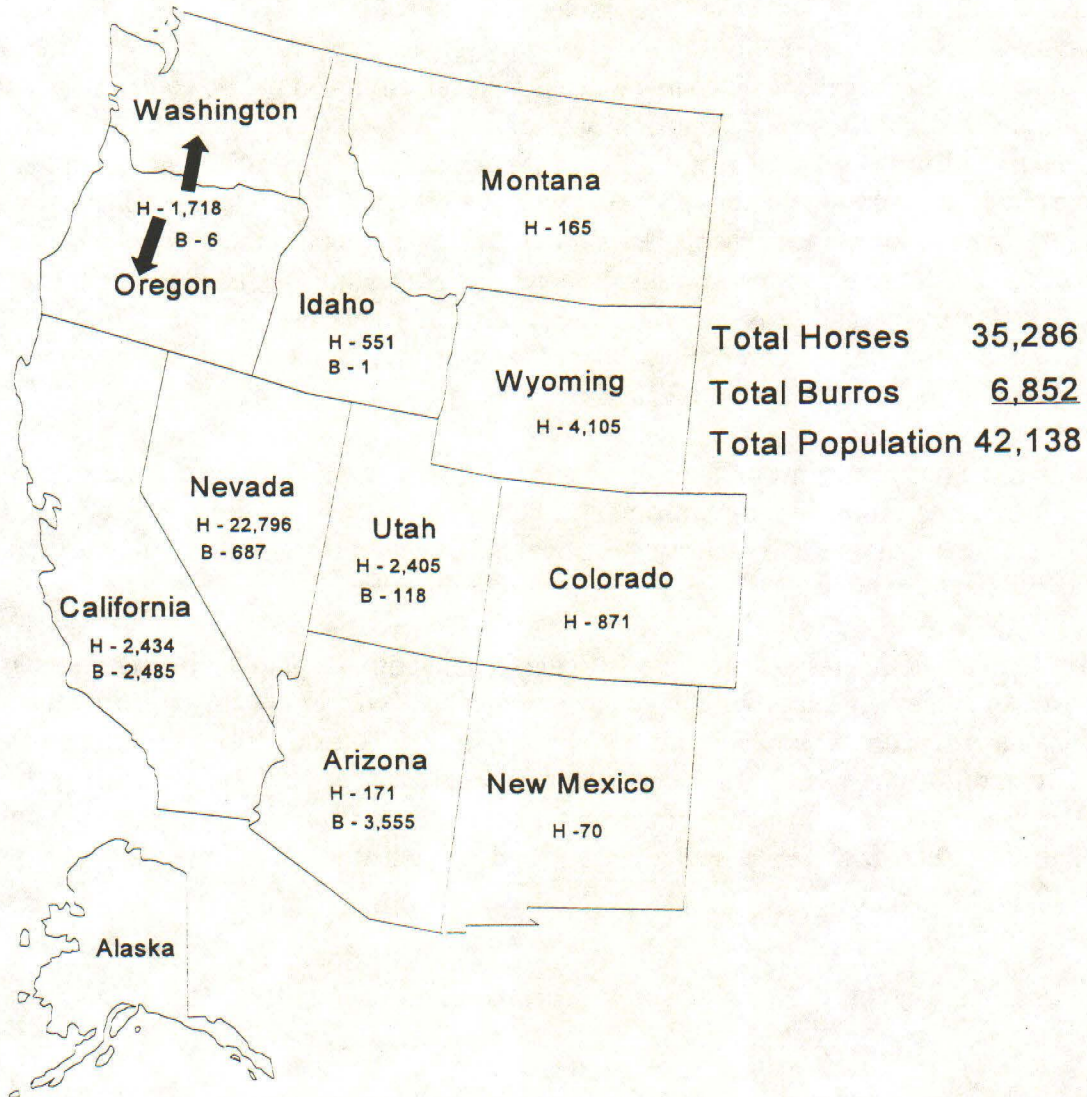 Washington
H - 1,718
B - 6
Oregon
Montana
H - 165
Idaho
H - 551
B - 1
Wyoming
H - 4,105
Total Horses 35,286
Total Burros 6,852
Total Population 42,138
Nevada
H - 22,796
B - 687
Utah
H - 2,405
B - 118
Colorado
H - 871
California
H - 2,434
B - 2,485
Arizona
H - 171
B - 3,555
New Mexico
H -70
Alaska